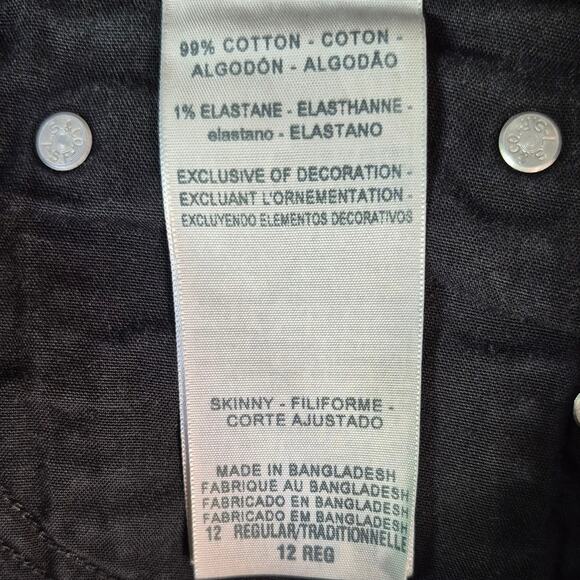 99% COTTON - COTON -
ALGODÓN - ALGODÃO
1% ELASTANE - ELASTHANNE -
elastano - ELASTANO
EXCLUSIVE OF DECORATION -
EXCLUANT L'ORNEMENTATION -
EXCLUYENDO ELEMENTOS DECORATIVOS
SKINNY - FILIFORME -
CORTE AJUSTADO
MADE IN BANGLADESH
FABRIQUE AU BANGLADESH
FABRICADO EN BANGLADESH
FABRICADO EM BANGLADESH
12 REGULAR/TRADITIONNELLE
12 REG